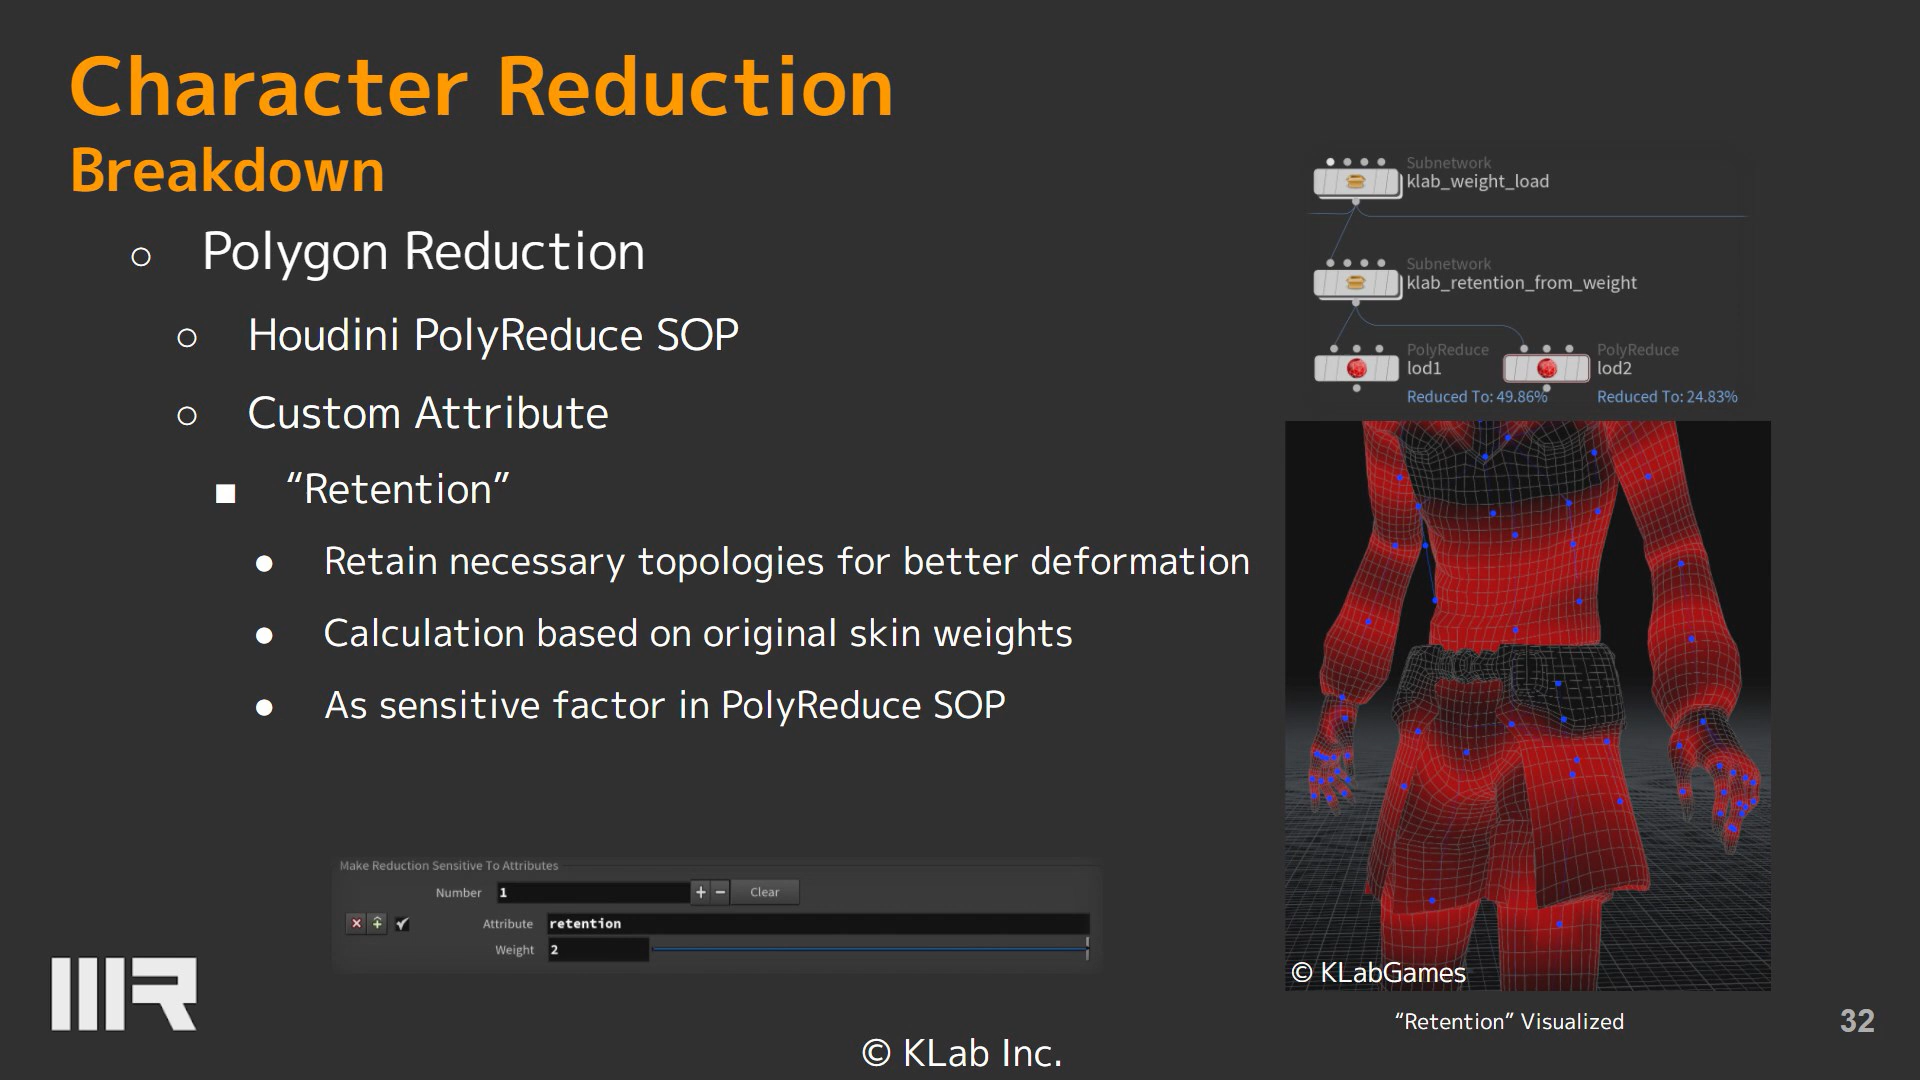 Character Reduction
Breakdown
Polygon Reduction
Houdini PolyReduce SOP
Custom Attribute
“Retention”
Retain necessary topologies for better deformation
Calculation based on original skin weights
As sensitive factor in PolyReduce SOP
Subnetwork
klab_weight_load
Subnetwork
klab_retention_from_weight
PolyReduce
lod1
Reduced To: 49.86%
PolyReduce
lod2
Reduced To: 24.83%
Make Reduction Sensitive To Attributes
Number 1 + − Clear
Attribute retention
Weight 2
© KLabGames
“Retention” Visualized
32
© KLab Inc.